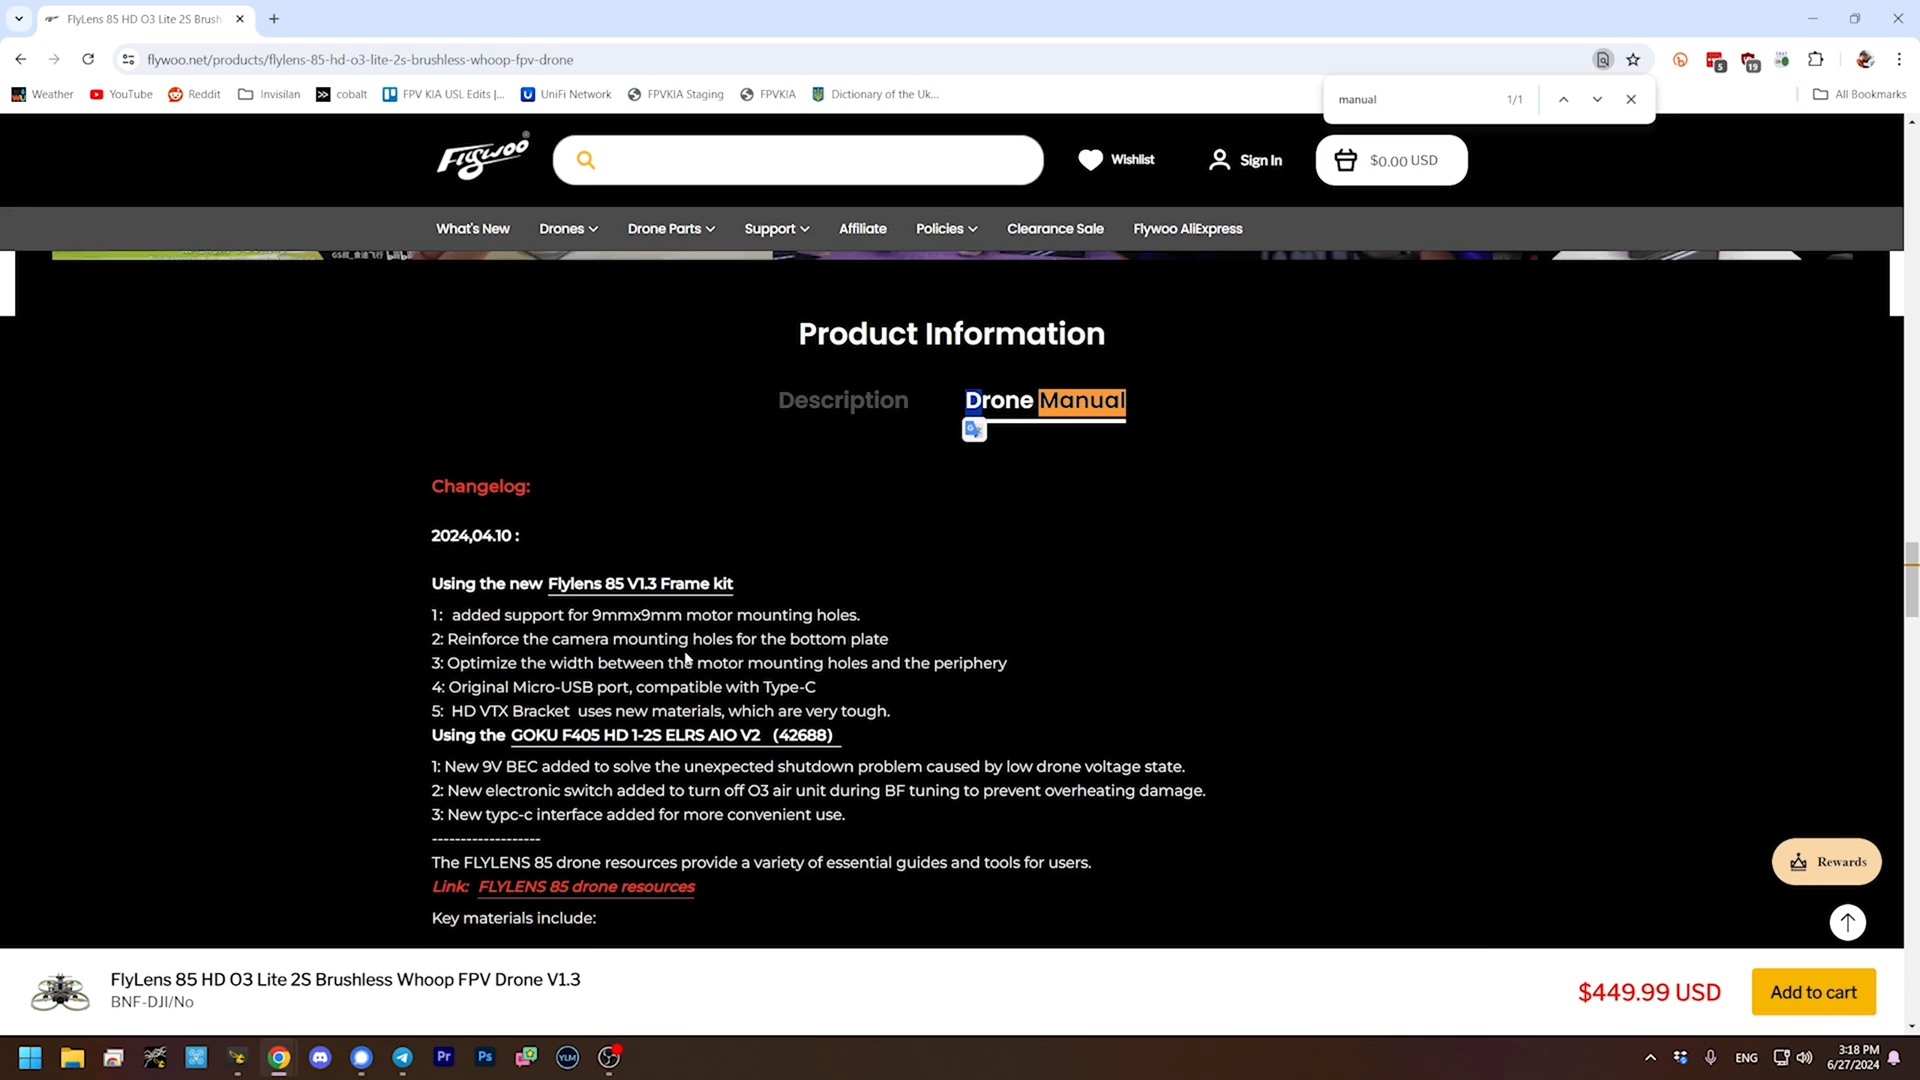 FlyLens 85 HD O3 Lite 2S Brush
flywoo.net/products/flylens-85-hd-o3-lite-2s-brushless-whoop-fpv-drone
5
19
Weather
YouTube
Reddit
Invisilan
cobalt
FPV KIA USL Edits |...
UniFi Network
FPVKIA Staging
FPVKIA
Dictionary of the Uk...
All Bookmarks
manual
1/1
Flywoo
Wishlist
Sign In
$0.00 USD
What's New
Drones
Drone Parts
Support
Affiliate
Policies
Clearance Sale
Flywoo AliExpress
Product Information
Description
Drone Manual
Changelog:
2024,04.10 :
Using the new Flylens 85 V1.3 Frame kit
1: added support for 9mmx9mm motor mounting holes.
2: Reinforce the camera mounting holes for the bottom plate
3: Optimize the width between the motor mounting holes and the periphery
4: Original Micro-USB port, compatible with Type-C
5: HD VTX Bracket uses new materials, which are very tough.
Using the GOKU F405 HD 1-2S ELRS AIO V2 (42688)
1: New 9V BEC added to solve the unexpected shutdown problem caused by low drone voltage state.
2: New electronic switch added to turn off O3 air unit during BF tuning to prevent overheating damage.
3: New typc-c interface added for more convenient use.
-------------------
The FLYLENS 85 drone resources provide a variety of essential guides and tools for users.
Link: FLYLENS 85 drone resources
Key materials include:
Rewards
FlyLens 85 HD O3 Lite 2S Brushless Whoop FPV Drone V1.3
BNF-DJI/No
$449.99 USD
Add to cart
Pr
Ps
YLM
ENG
3:18 PM
6/27/2024